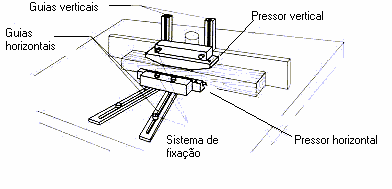 Guias verticais
Pressor vertical
Guias
horizontais
Pressor horizontal
Sistema de
fixação